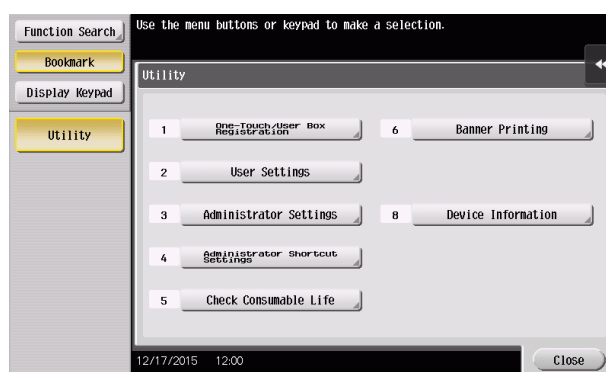 Use the menu buttons or keypad to make a selection.
Function Search
Bookmark
Display Keypad
Utility
Utility
1 One-Touch/User Box
Registration
6 Banner Printing
2 User Settings
3 Administrator Settings
8 Device Information
4 Administrator Shortcut
Settings
5 Check Consumable Life
12/17/2015 12:00
Close